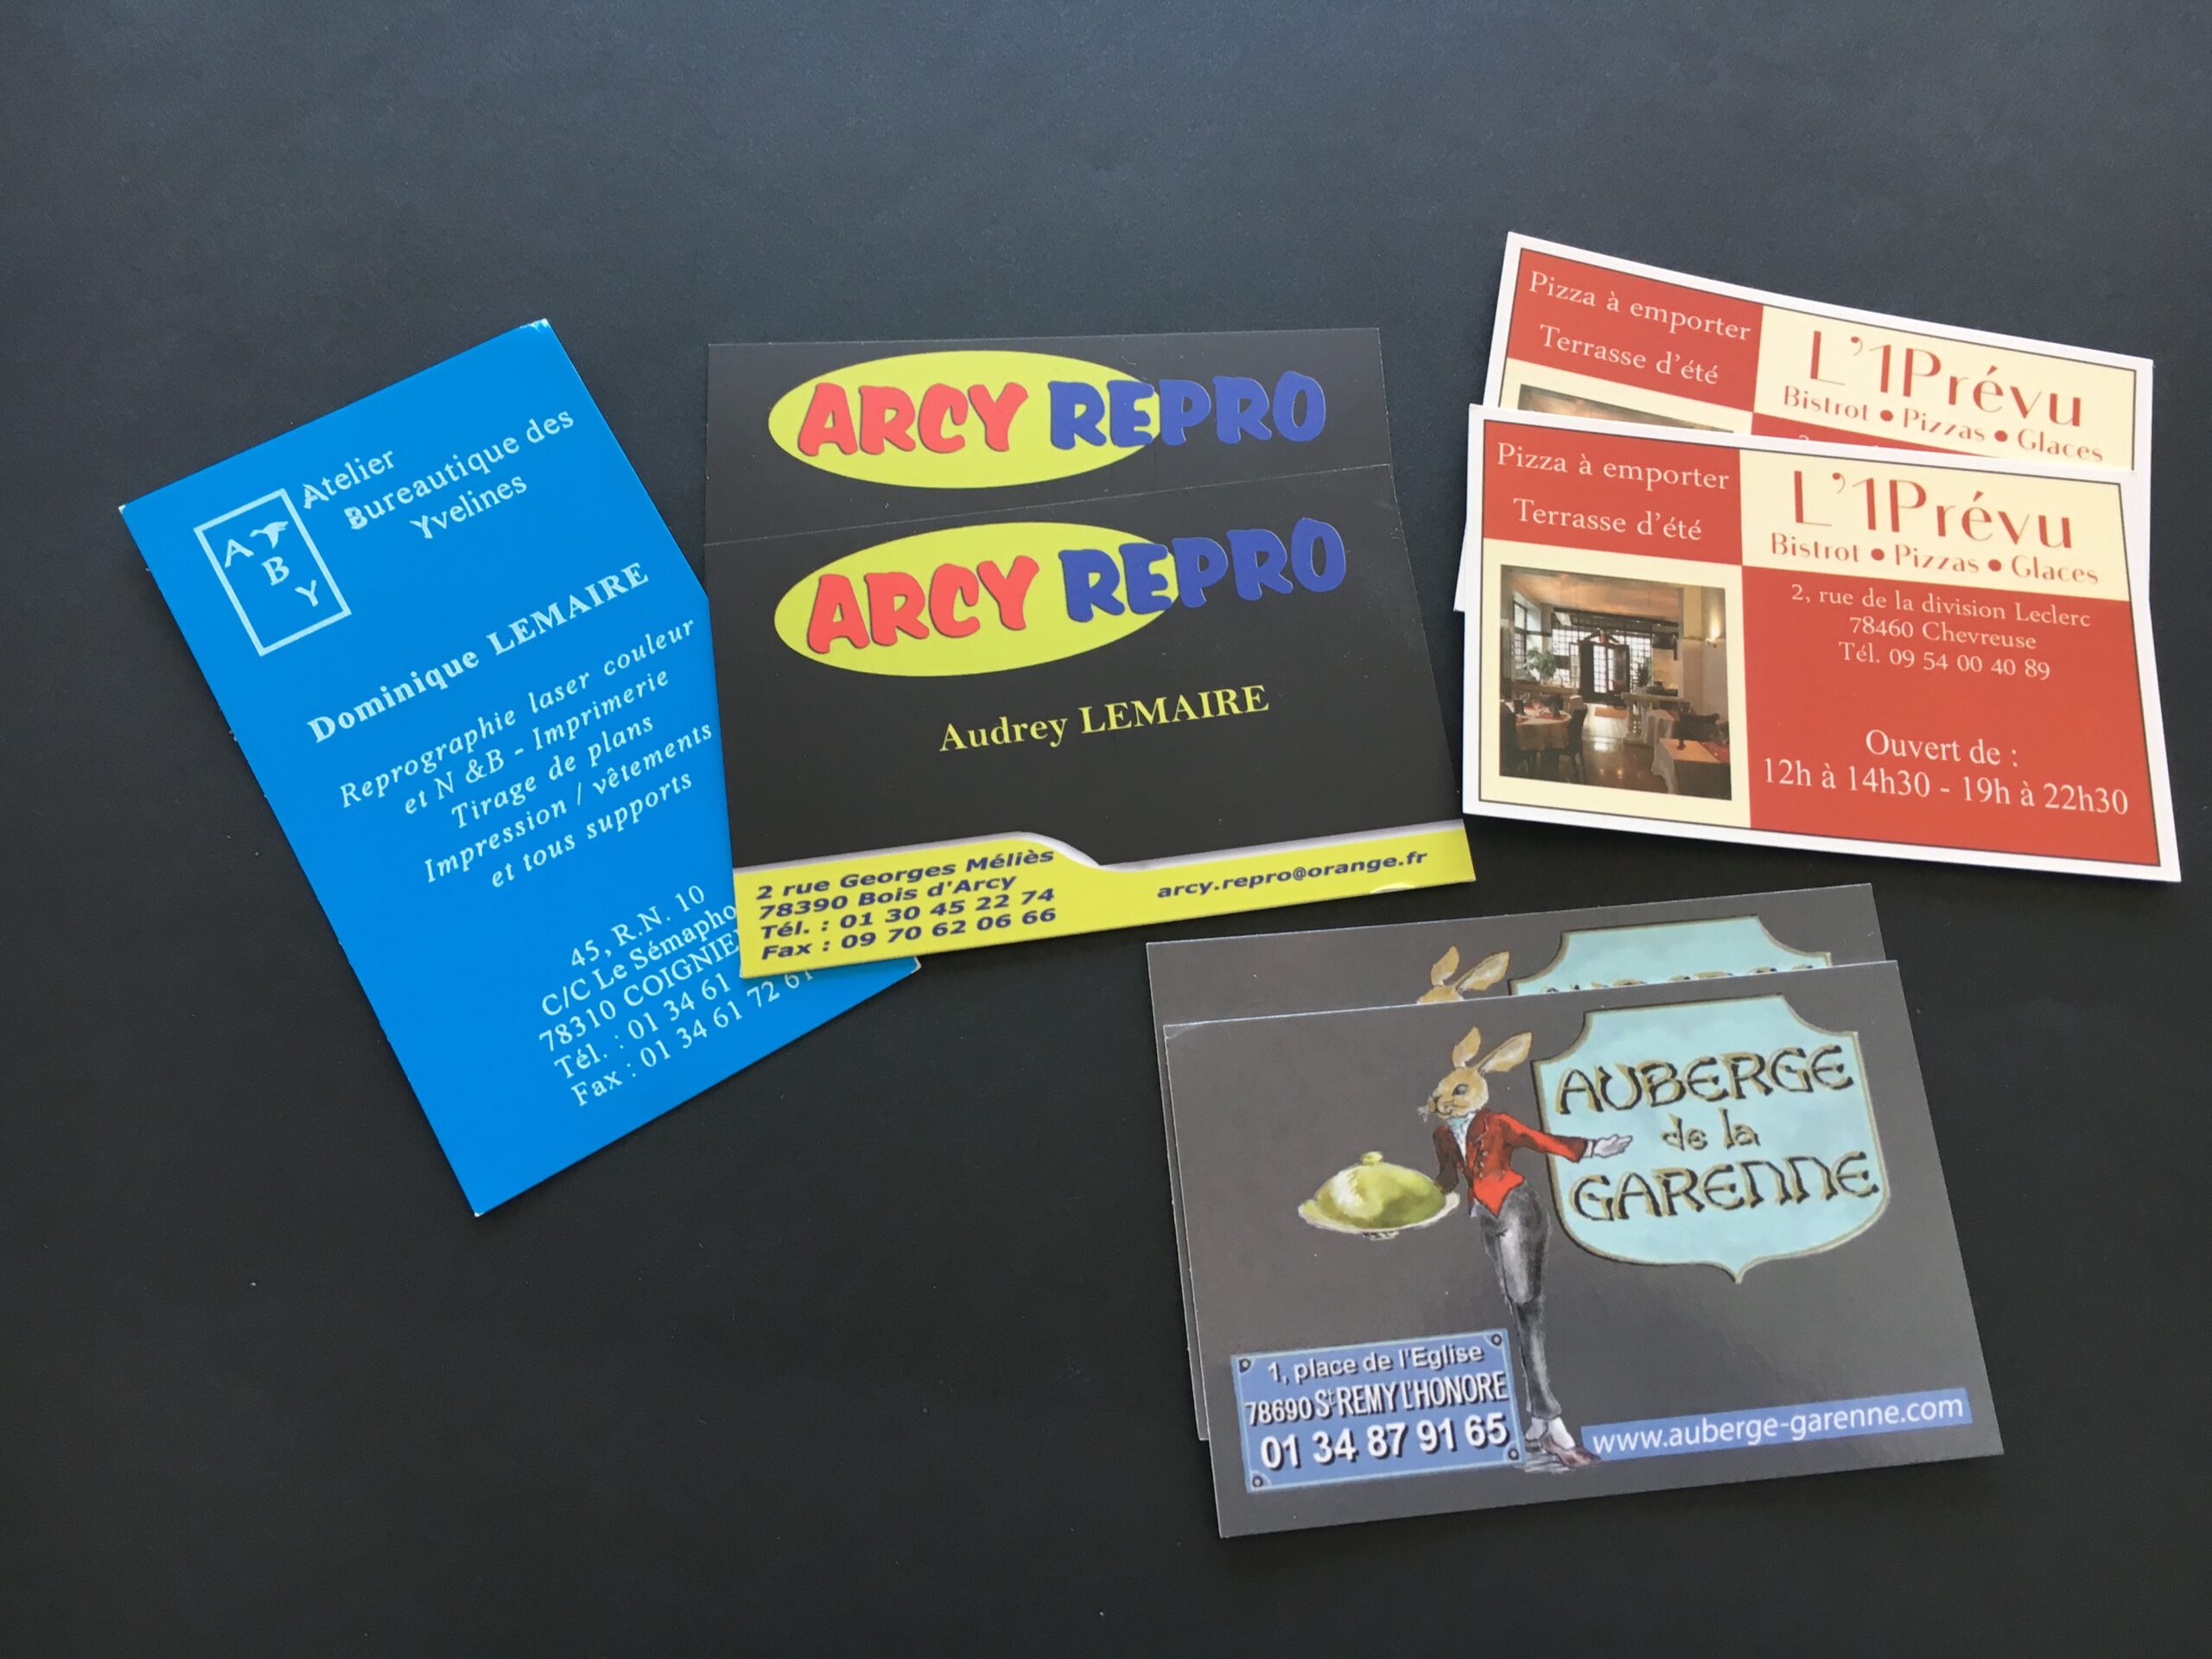 A
B
Y
Atelier
Bureautique des
Yvelines
Dominique LEMAIRE
Reprographie laser couleur
et N &B - Imprimerie
Tirage de plans
Impression / vêtements
et tous supports
45, R.N. 10
C/C Le
78310
Tél. : 01 34 61
Fax : 01 34 61 72
ARCY REPRO
ARCY REPRO
Audrey LEMAIRE
2 rue Georges Méliès
78390 Bois d'Arcy
Tél. : 01 30 45 22 74
Fax : 09 70 62 06 66
arcy.repro@orange.fr
Pizza à emporter
Terrasse d'été
L'1Prévu
Bistrot • Pizzas • Glaces
Pizza à emporter
Terrasse d'été
L'1Prévu
Bistrot • Pizzas • Glaces
2, rue de la division Leclerc
78460 Chevreuse
Tél. 09 54 00 40 89
Ouvert de :
12h à 14h30 - 19h à 22h30
AUBERGE
de la
GARENNE
1, place de l'Eglise
78690 St REMY L'HONORE
01 34 87 91 65
www.auberge-garenne.com